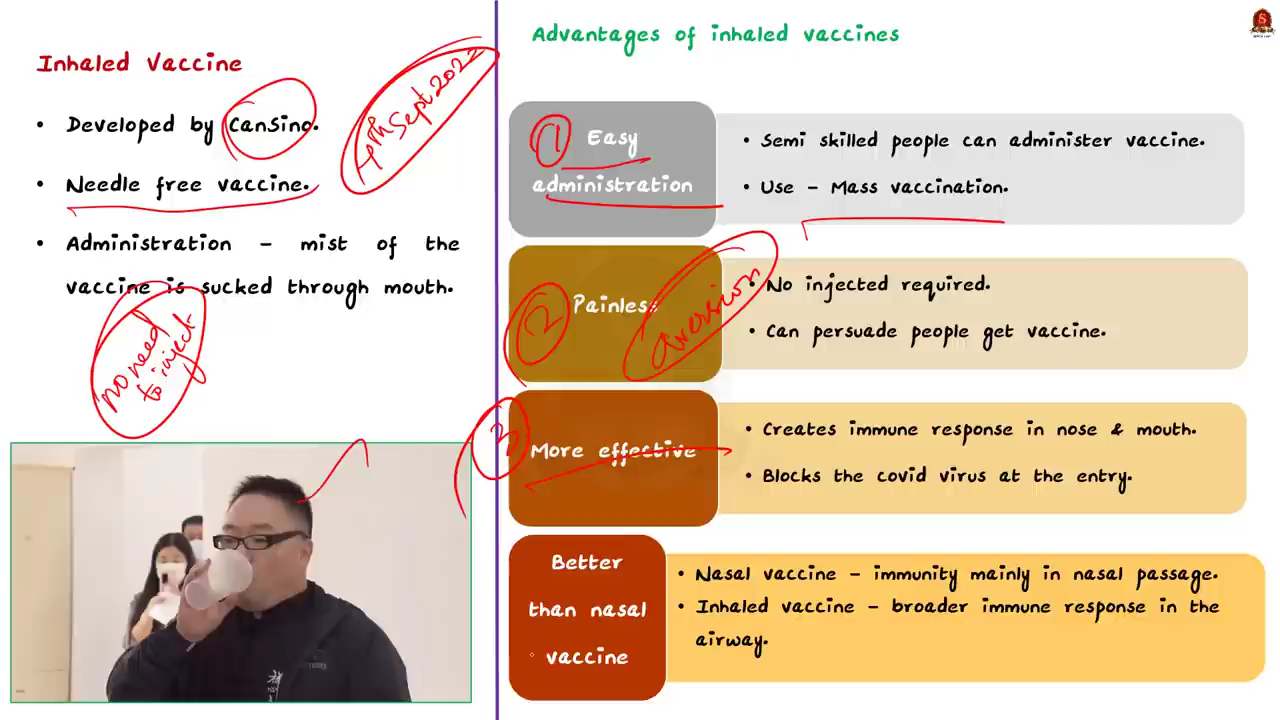 Inhaled Vaccine
• Developed by CanSino.
• Needle free vaccine.
• Administration – mist of the
vaccine is sucked through mouth.
no need
to inject
Advantages of inhaled vaccines
① Easy
administration
• Semi skilled people can administer vaccine.
• Use – Mass vaccination.
② Painless
aversion
• No injected required.
• Can persuade people get vaccine.
③
More effective
• Creates immune response in nose & mouth.
• Blocks the covid virus at the entry.
Better
than nasal
vaccine
• Nasal vaccine – immunity mainly in nasal passage.
• Inhaled vaccine – broader immune response in the
airway.
Sept 2022